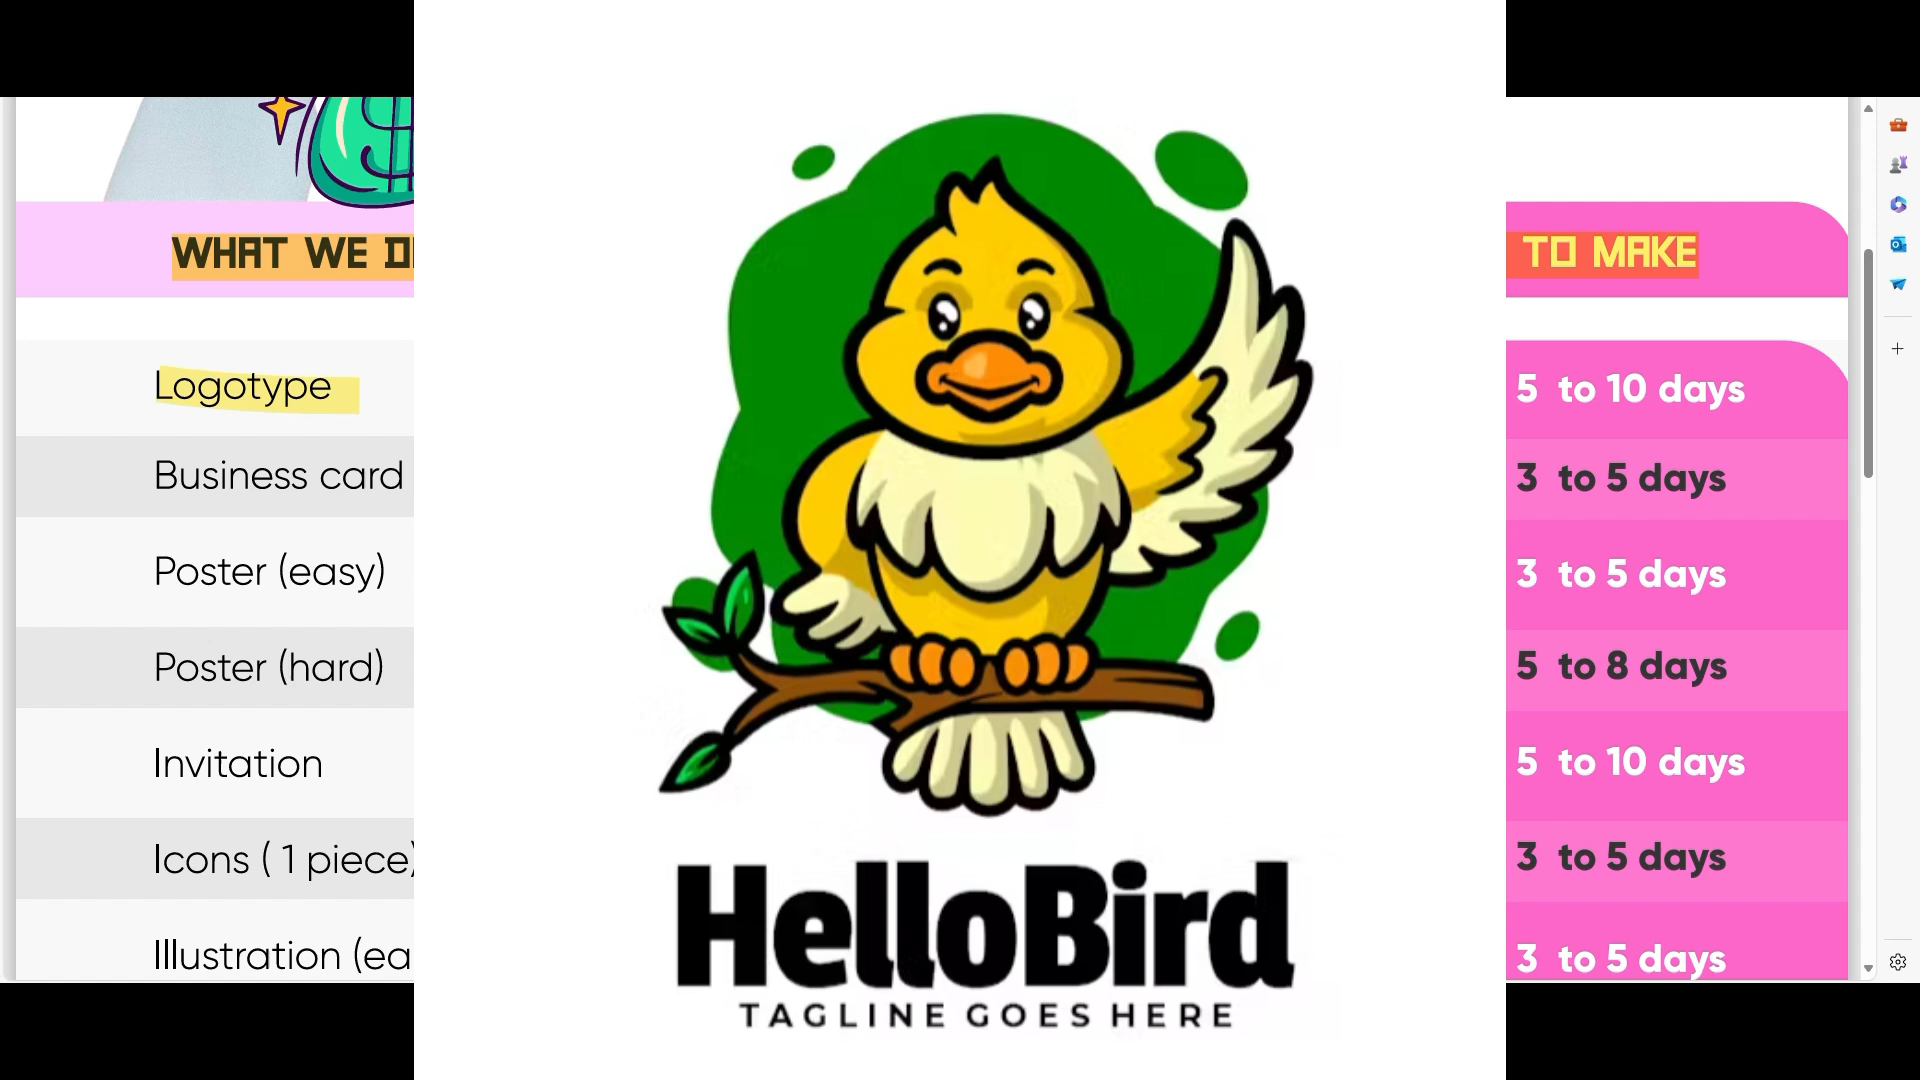 WHAT WE D
TO MAKE
Logotype
5 to 10 days
Business card
3 to 5 days
Poster (easy)
3 to 5 days
Poster (hard)
5 to 8 days
Invitation
5 to 10 days
Icons ( 1 piece)
3 to 5 days
Illustration (ea
3 to 5 days
HelloBird
TAGLINE GOES HERE